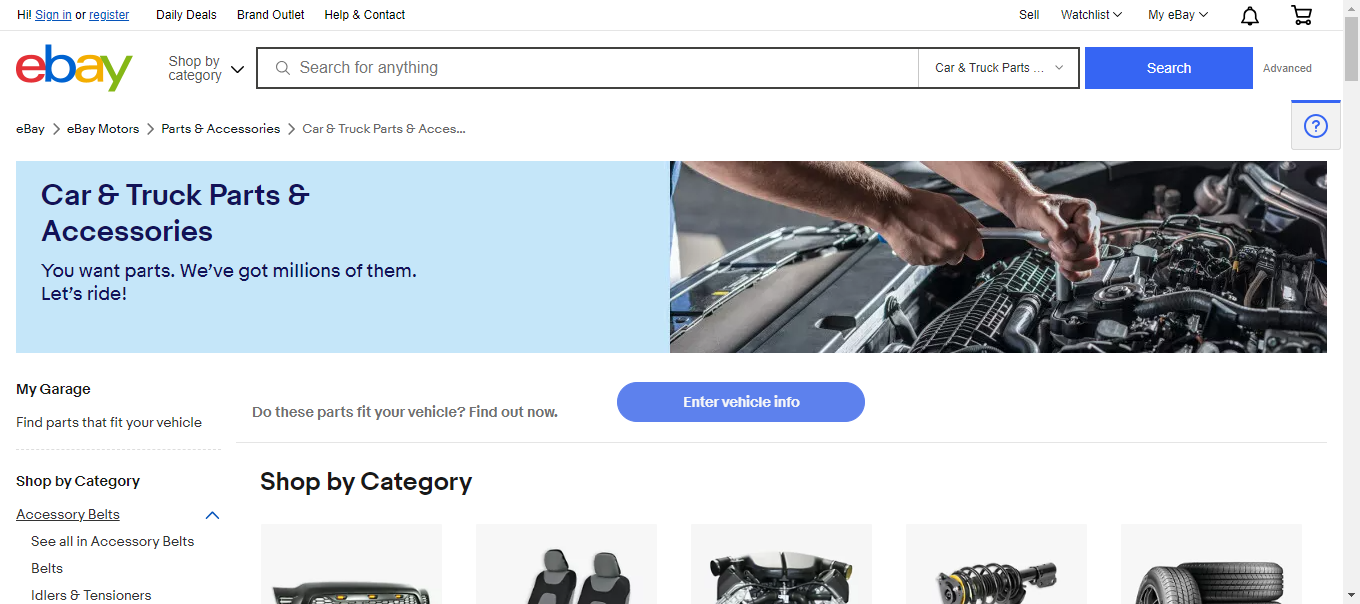 Hi! Sign in or register Daily Deals Brand Outlet Help & Contact Sell Watchlist My eBay
ebay
Shop by
category
Search for anything
Car & Truck Parts ...
Search
Advanced
eBay
eBay Motors
Parts & Accessories
Car & Truck Parts & Acces...
Car & Truck Parts &
Accessories
You want parts. We've got millions of them.
Let's ride!
My Garage
Find parts that fit your vehicle
Do these parts fit your vehicle? Find out now.
Enter vehicle info
Shop by Category
Accessory Belts
See all in Accessory Belts
Belts
Idlers & Tensioners
Shop by Category